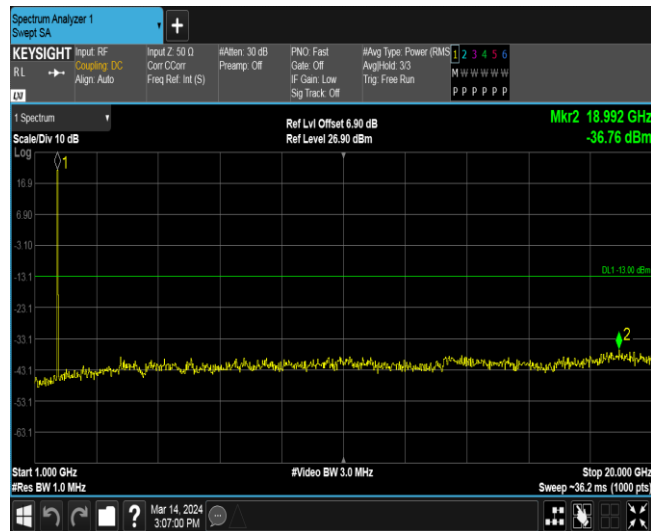 Spectrum Analyzer 1
Swept SA
KEYSIGHT
RL
LXI
Input: RF
Coupling: DC
Align: Auto
Input Z: 50 Ω
Corr CCorr
Freq Ref: Int (S)
#Atten: 30 dB
Preamp: Off
PNO: Fast
Gate: Off
IF Gain: Low
Sig Track: Off
#Avg Type: Power (RMS
Avg|Hold: 3/3
Trig: Free Run
1 2 3 4 5 6
M W W W W W
P P P P P P
1 Spectrum
Scale/Div 10 dB
Log
Ref Lvl Offset 6.90 dB
Ref Level 26.90 dBm
Mkr2 18.992 GHz
-36.76 dBm
1
16.9
6.90
-3.10
-13.1
DL1 -13.00 dBm
-23.1
-33.1
2
-43.1
-53.1
-63.1
Start 1.000 GHz
#Res BW 1.0 MHz
#Video BW 3.0 MHz
Stop 20.000 GHz
Sweep ~36.2 ms (1000 pts)
?
Mar 14, 2024
3:07:00 PM